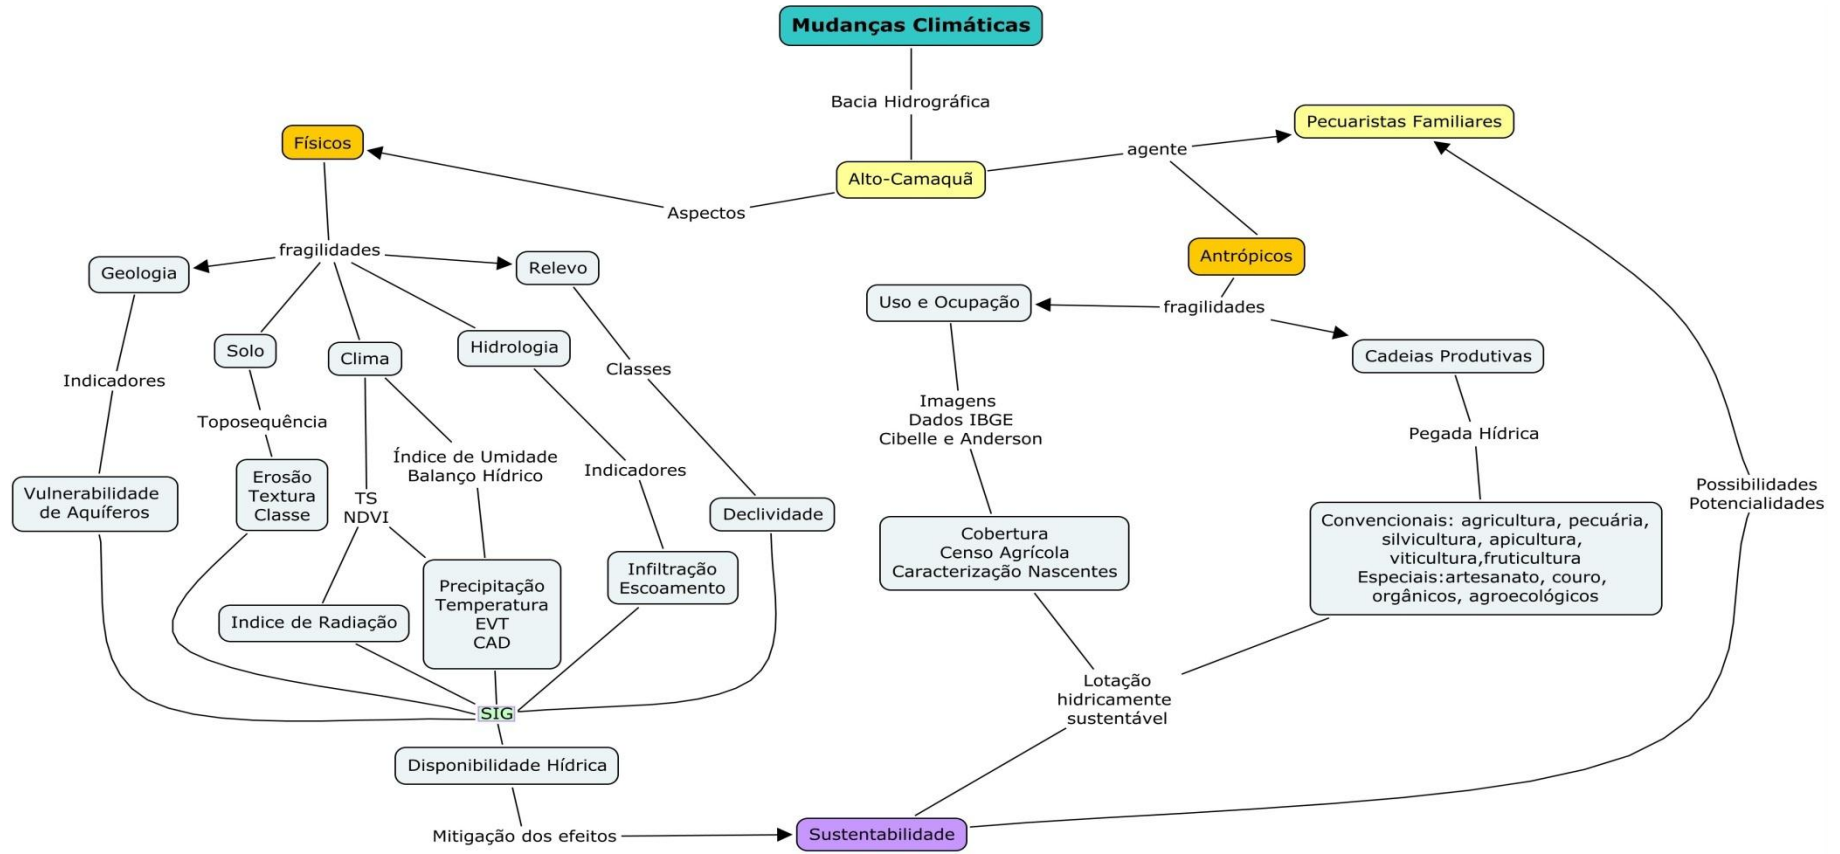 Mudanças Climáticas
Bacia Hidrográfica
Pecuaristas Familiares
Físicos
agente
Alto-Camaquã
Aspectos
fragilidades
Geologia
Relevo
Antrópicos
Uso e Ocupação
fragilidades
Solo
Clima
Hidrologia
Cadeias Produtivas
Indicadores
Classes
Toposequência
Imagens
Dados IBGE
Cibelle e Anderson
Pegada Hídrica
Índice de Umidade
Balanço Hídrico
Indicadores
Vulnerabilidade
de Aquíferos
Erosão
Textura
Classe
TS
NDVI
Declividade
Possibilidades
Potencialidades
Cobertura
Censo Agrícola
Caracterização Nascentes
Convencionais: agricultura, pecuária,
silvicultura, apicultura,
viticultura,fruticultura
Especiais:artesanato, couro,
orgânicos, agroecológicos
Infiltração
Escoamento
Precipitação
Temperatura
EVT
CAD
Indice de Radiação
Lotação
hidricamente
sustentável
SIG
Disponibilidade Hídrica
Mitigação dos efeitos
Sustentabilidade